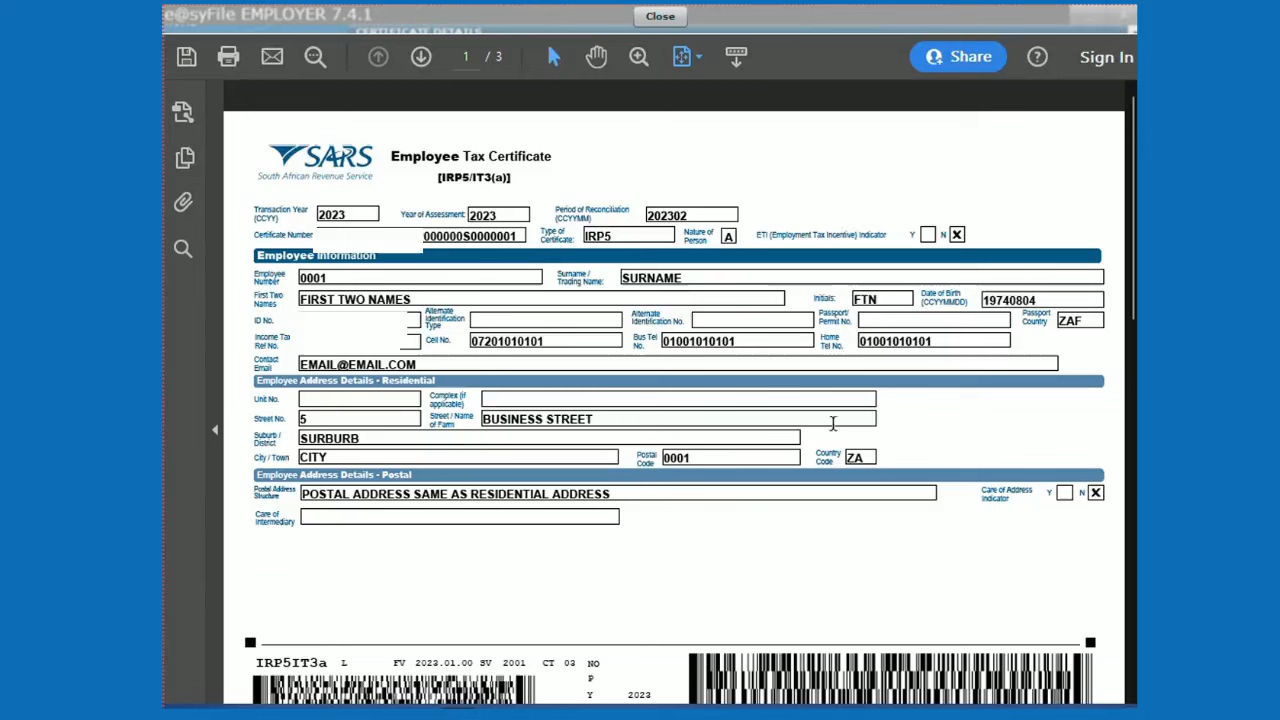 e@syFile EMPLOYER 7.4.1
Close
CERTIFICATE DETAILS
1 / 3
Share
Sign In
SARS
South African Revenue Service
Employee Tax Certificate
[IRP5/IT3(a)]
Transaction Year (CCYY) 2023 Year of Assessment: 2023 Period of Reconciliation (CCYYMM) 202302
Certificate Number 000000S0000001 Type of Certificate: IRP5 Nature of Person A ETI (Employment Tax Incentive) Indicator Y N X
Employee Information
Employee Number 0001 Surname / Trading Name: SURNAME
First Two Names FIRST TWO NAMES Initials: FTN Date of Birth (CCYYMMDD) 19740804
ID No. Alternate Identification Type Alternate Identification No. Passport/ Permit No. Passport Country ZAF
Income Tax Ref No. Cell No. 07201010101 Bus Tel No. 01001010101 Home Tel No. 01001010101
Contact Email EMAIL@EMAIL.COM
Employee Address Details - Residential
Unit No. Complex (if applicable)
Street No. 5 Street / Name of Farm BUSINESS STREET
Suburb / District SURBURB
City / Town CITY Postal Code 0001 Country Code ZA
Employee Address Details - Postal
Postal Address Structure POSTAL ADDRESS SAME AS RESIDENTIAL ADDRESS Care of Address Indicator Y N X
Care of Intermediary
IRP5IT3a L FV 2023.01.00 SV 2001 CT 03 NO
P
Y 2023